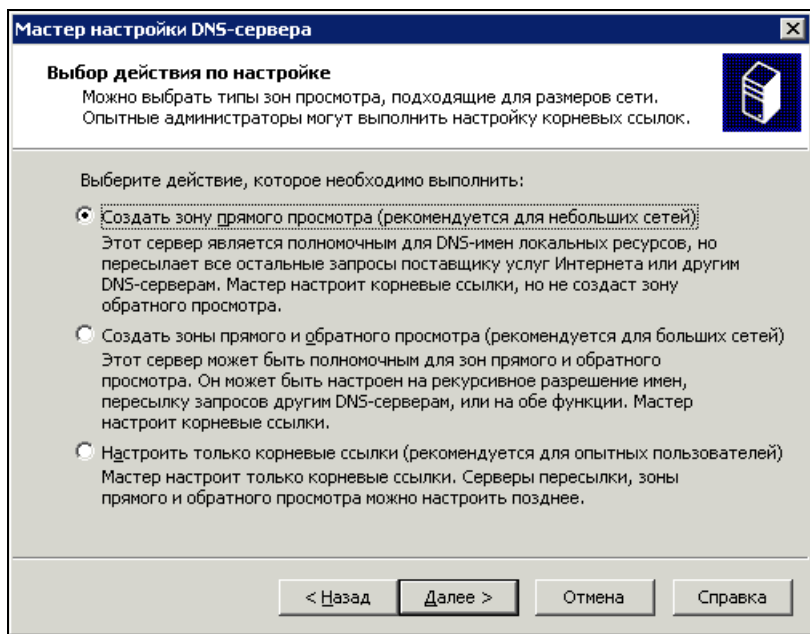 Мастер настройки DNS-сервера
Выбор действия по настройке
Можно выбрать типы зон просмотра, подходящие для размеров сети.
Опытные администраторы могут выполнить настройку корневых ссылок.
Выберите действие, которое необходимо выполнить:
Создать зону прямого просмотра (рекомендуется для небольших сетей)
Этот сервер является полномочным для DNS-имен локальных ресурсов, но
пересылает все остальные запросы поставщику услуг Интернета или другим
DNS-серверам. Мастер настроит корневые ссылки, но не создаст зону
обратного просмотра.
Создать зоны прямого и обратного просмотра (рекомендуется для больших сетей)
Этот сервер может быть полномочным для зон прямого и обратного
просмотра. Он может быть настроен на рекурсивное разрешение имен,
пересылку запросов другим DNS-серверам, или на обе функции. Мастер
настроит корневые ссылки.
Настроить только корневые ссылки (рекомендуется для опытных пользователей)
Мастер настроит только корневые ссылки. Серверы пересылки, зоны
прямого и обратного просмотра можно настроить позднее.
< Назад Далее > Отмена Справка